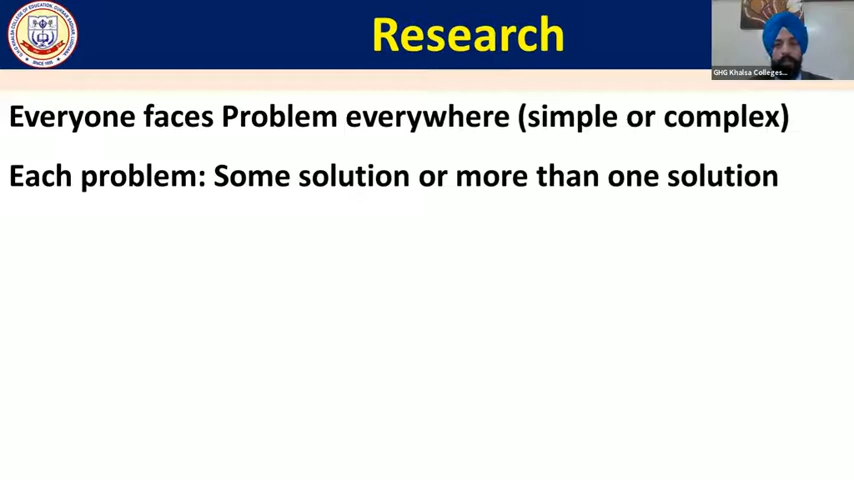 Research
GHG Khalsa Colleges...
Everyone faces Problem everywhere (simple or complex)
Each problem: Some solution or more than one solution